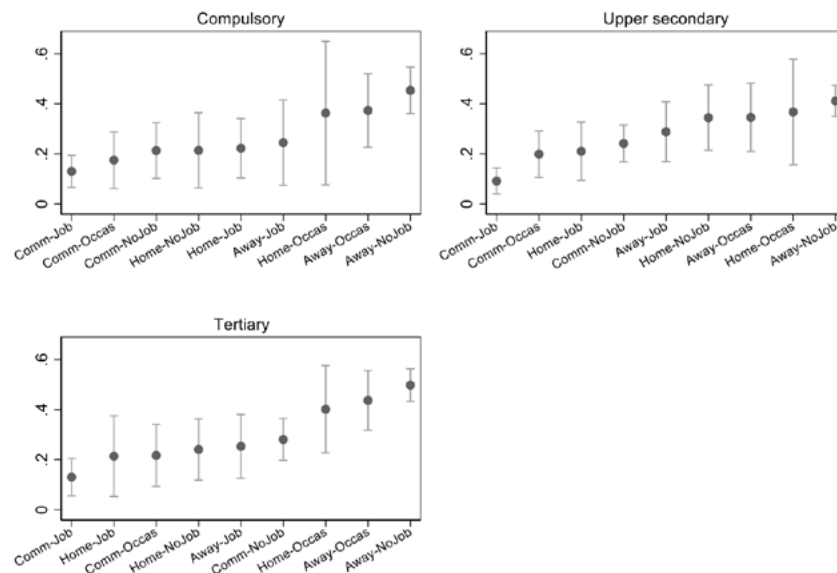 Compulsory
.6
.4
.2
0
Comm-Job
Comm-Occas
Comm-NoJob
Home-NoJob
Home-Job
Away-Job
Home-Occas
Away-Occas
Away-NoJob
Upper secondary
.6
.4
.2
0
Comm-Job
Comm-Occas
Home-Job
Comm-NoJob
Away-Job
Home-NoJob
Away-Occas
Home-Occas
Away-NoJob
Tertiary
.6
.4
.2
0
Comm-Job
Home-Job
Comm-Occas
Home-NoJob
Away-Job
Comm-NoJob
Home-Occas
Away-Occas
Away-NoJob